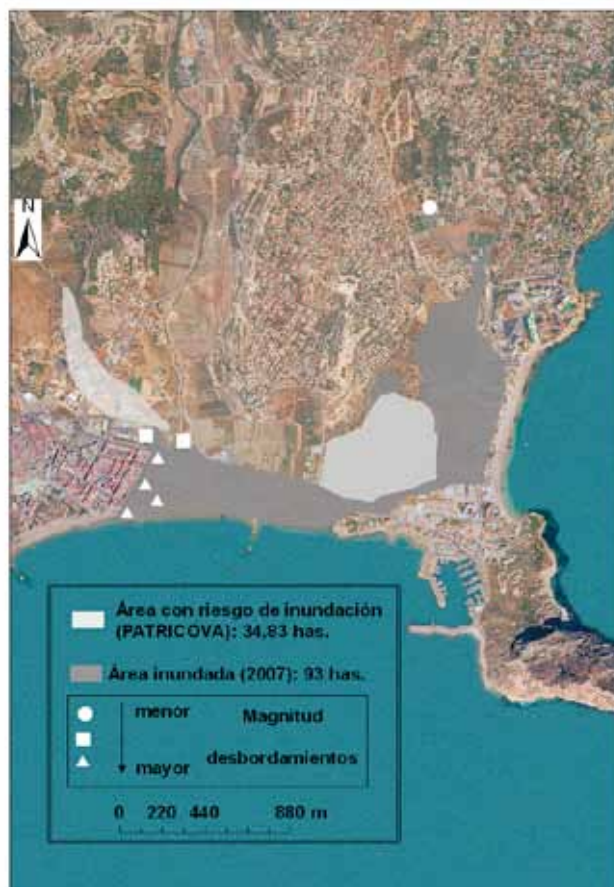 N
Área con riesgo de inundación
(PATRICOVA): 34,83 has.
Área inundada (2007): 93 has.
menor Magnitud
mayor desbordamientos
0 220 440 880 m